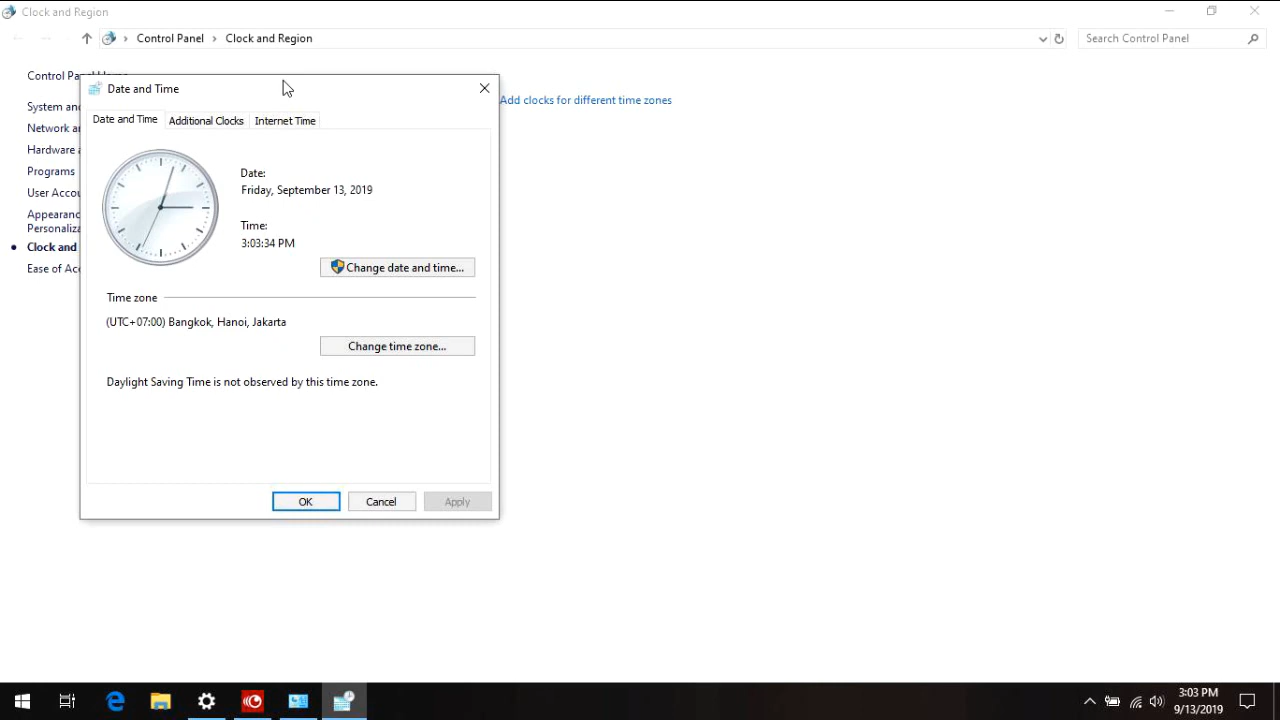 Clock and Region
Control Panel
Clock and Region
Search Control Panel
Control Pa
System and
Network a
Hardware
Programs
User Accou
Appearanc
Personaliza
Clock and
Ease of Acc
Add clocks for different time zones
Date and Time
Date and Time
Additional Clocks
Internet Time
Date:
Friday, September 13, 2019
Time:
3:03:34 PM
Change date and time...
Time zone
(UTC+07:00) Bangkok, Hanoi, Jakarta
Change time zone...
Daylight Saving Time is not observed by this time zone.
OK
Cancel
Apply
3:03 PM
9/13/2019